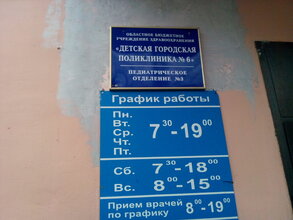 ОБЛАСТНОЕ БЮДЖЕТНОЕ
УЧРЕЖДЕНИЕ ЗДРАВООХРАНЕНИЯ
«ДЕТСКАЯ ГОРОДСКАЯ
ПОЛИКЛИНИКА № 6»
ПЕДИАТРИЧЕСКОЕ
ОТДЕЛЕНИЕ №2
График работы
Пн.
Вт.
Ср. 7 30 - 19 00
Чт.
Пт.
Сб. 7 30 - 18 00
Вс. 8 00 - 15 00
Прием врачей
по графику 8 00 - 19 00